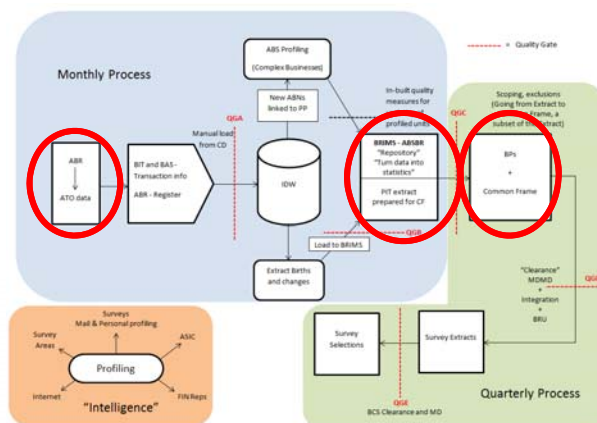 = Quality Gate
ABS Profiling
(Complex Businesses)
Monthly Process
New ABNs
linked to PP
In-built quality
measures for
profiled units
QGC
Scoping, exclusions
(Going from Extract to
Frame, a
subset of the Extract)
Manual load
from CD
QGA
ABR
ATO data
BIT and BAS -
Transaction info
ABR - Register
IDW
BRIMS - ABSBR
"Repository"
"Turn data into
statistics"
PIT extract
prepared for CF
BPs
+
Common Frame
Load to BRIMS
QGB
Extract Births
and changes
"Clearance"
MDMD
+
Integration
+
BRU
Surveys
Mail & Personal profiling
Survey
Areas
ASIC
Profiling
Internet
FIN Reps
"Intelligence"
Survey
Selections
Survey Extracts
QGE
BCS Clearance and MD
Quarterly Process